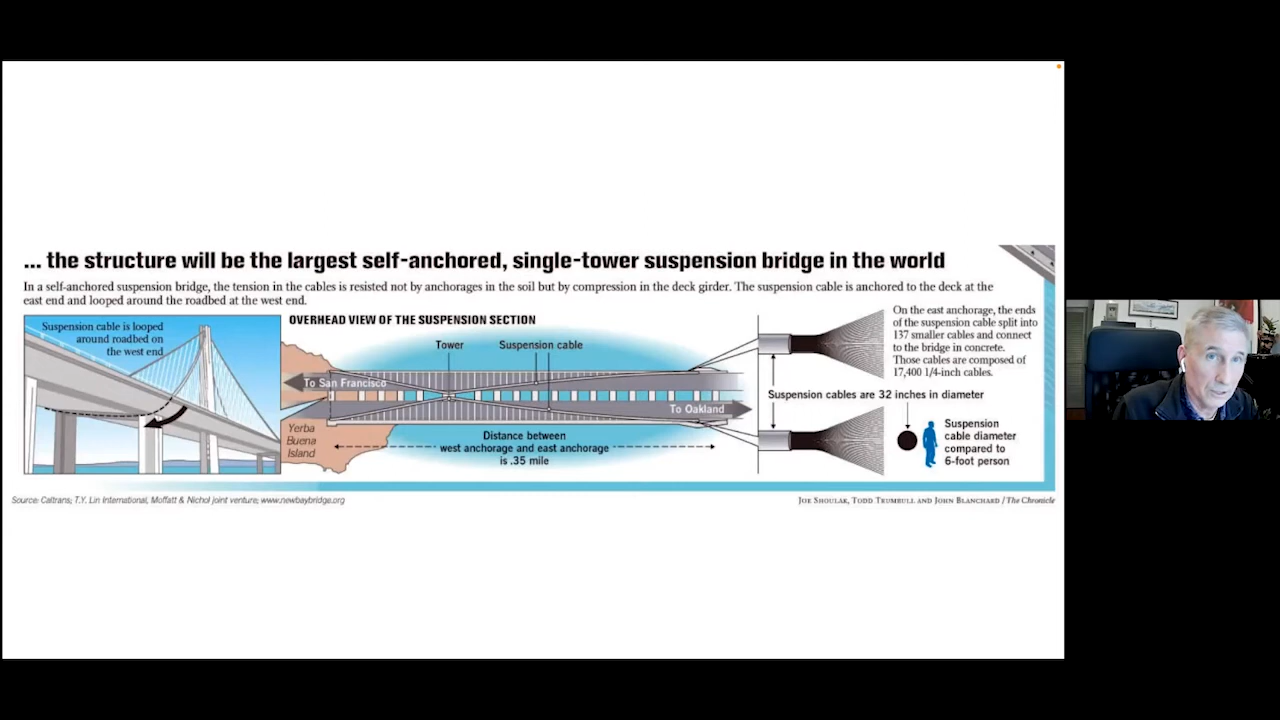 ... the structure will be the largest self-anchored, single-tower suspension bridge in the world
In a self-anchored suspension bridge, the tension in the cables is resisted not by anchorages in the soil but by compression in the deck girder. The suspension cable is anchored to the deck at the
east end and looped around the roadbed at the west end.
Suspension cable is looped
around roadbed on
the west end
OVERHEAD VIEW OF THE SUSPENSION SECTION
Tower
Suspension cable
To San Francisco
To Oakland
Yerba
Buena
Island
Distance between
west anchorage and east anchorage
is .35 mile
On the east anchorage, the ends
of the suspension cable split into
137 smaller cables and connect
to the bridge in concrete.
Those cables are composed of
17,400 1/4-inch cables.
Suspension cables are 32 inches in diameter
Suspension
cable diameter
compared to
6-foot person
Source: Caltrans; T.Y. Lin International, Moffatt & Nichol joint venture; www.newbaybridge.org
JOE SHOULAK, TODD TRUMBULL AND JOHN BLANCHARD / The Chronicle